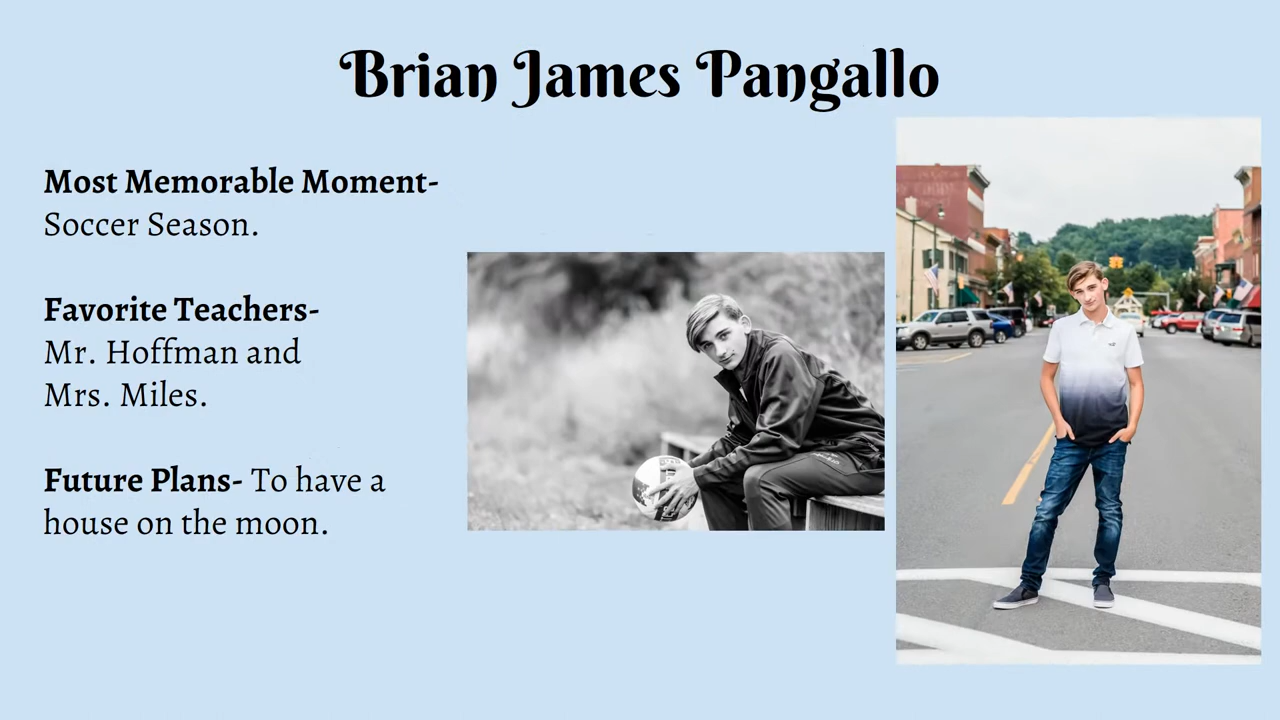 Brian James Pangallo
Most Memorable Moment-
Soccer Season.
Favorite Teachers-
Mr. Hoffman and
Mrs. Miles.
Future Plans- To have a
house on the moon.